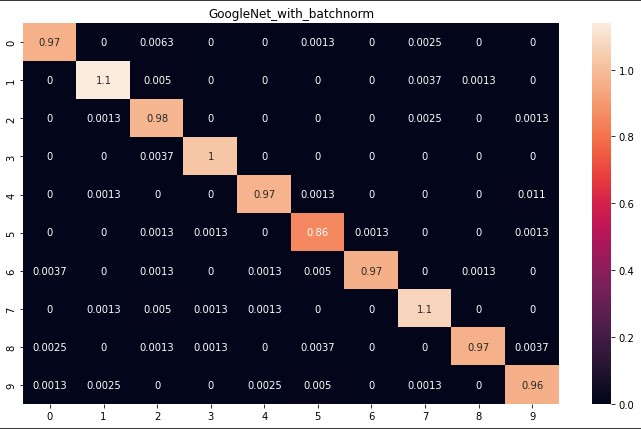 GoogleNet_with_batchnorm
0 0.97 0 0.0063 0 0 0.0013 0 0.0025 0 0
1 0 1.1 0.005 0 0 0 0 0.0037 0.0013 0
2 0 0.0013 0.98 0 0 0 0 0.0025 0 0.0013
3 0 0 0.0037 1 0 0 0 0 0 0
4 0 0.0013 0 0 0.97 0.0013 0 0 0 0.011
5 0 0 0.0013 0.0013 0 0.86 0.0013 0 0 0.0013
6 0.0037 0 0.0013 0 0.0013 0.005 0.97 0 0.0013 0
7 0 0.0013 0.005 0.0013 0.0013 0 0 1.1 0 0
8 0.0025 0 0.0013 0.0013 0 0.0037 0 0 0.97 0.0037
9 0.0013 0.0025 0 0 0.0025 0.005 0 0.0013 0 0.96
0 1 2 3 4 5 6 7 8 9
1.0
0.8
0.6
0.4
0.2
0.0